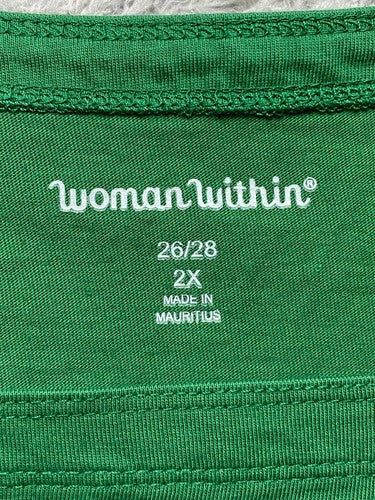 woman within®
26/28
2X
MADE IN
MAURITIUS